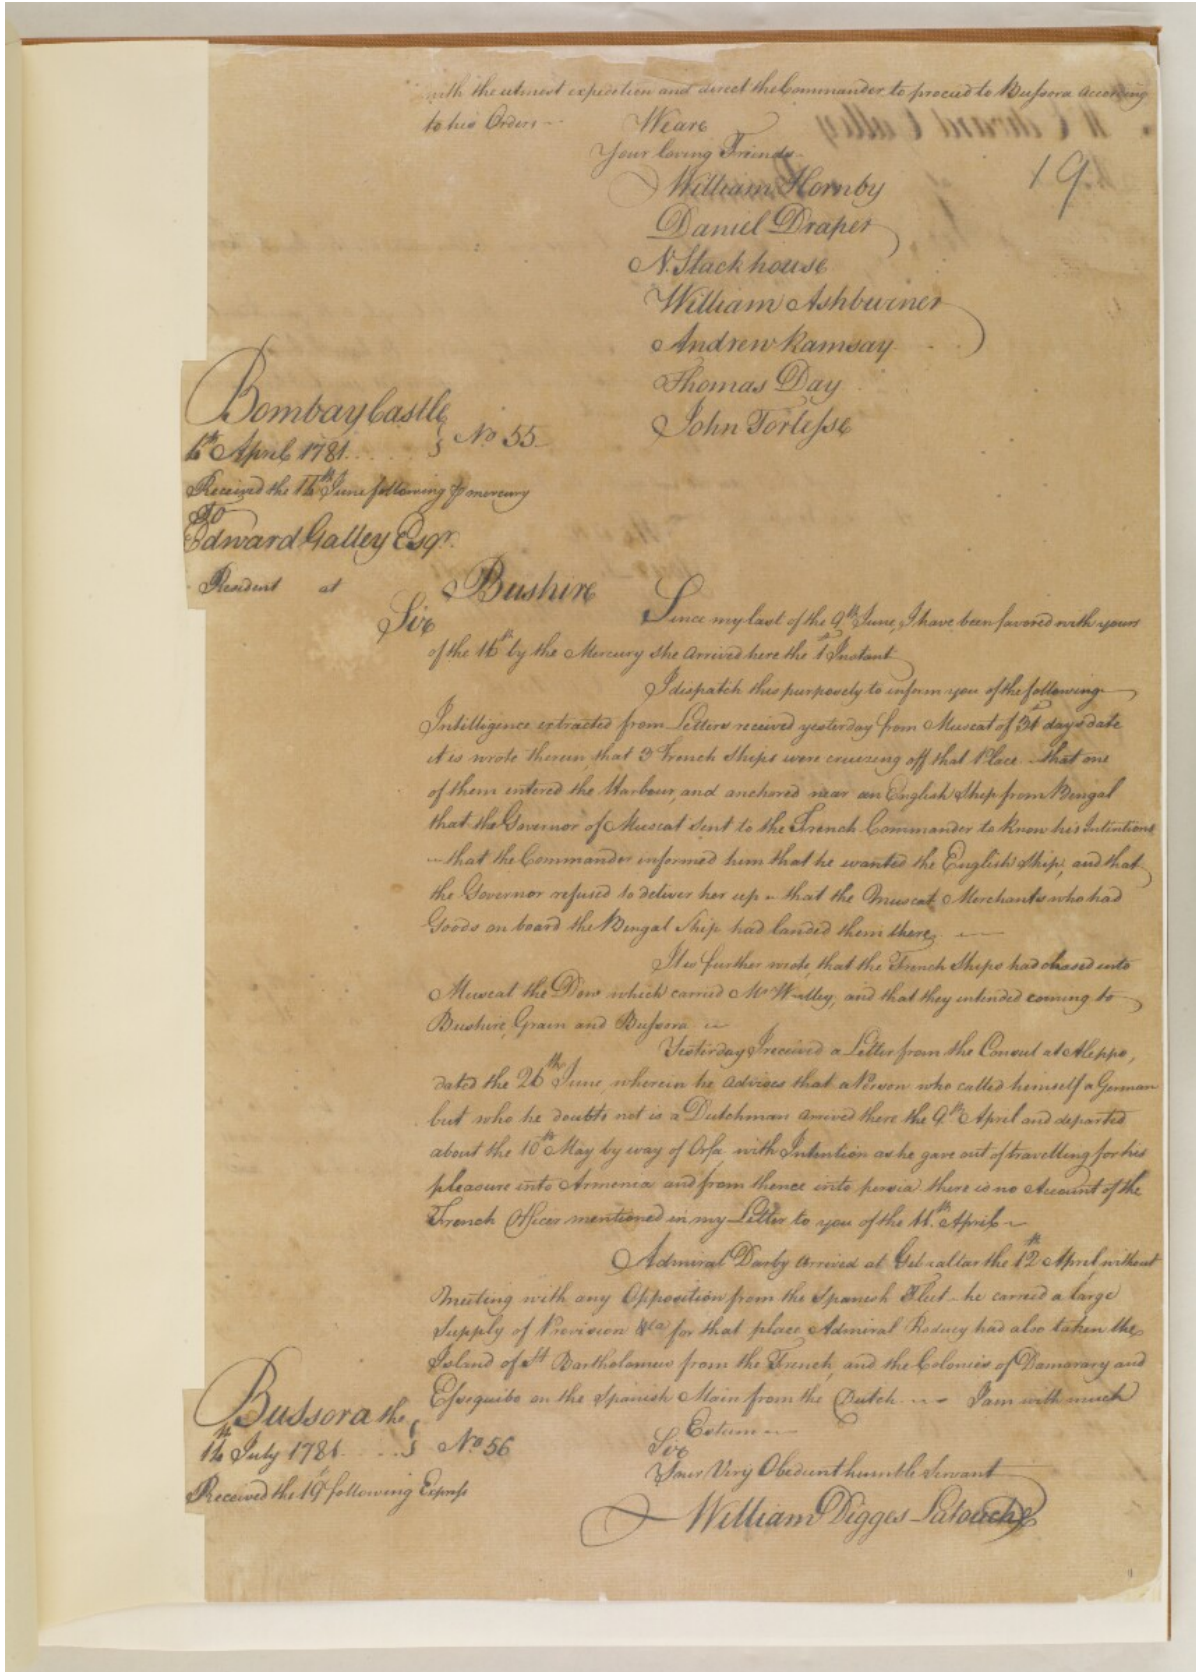 with the utmost expedition and direct the Commander to proceed to Bussora according
to his Orders —
We are
Your loving Friends
19
William Hornby
Daniel Draper
N. Stackhouse
William Ashburner
Andrew Ramsay
Thomas Day
John Torlesse
Bombay Castle
6th April 1781 } No 55
Received the 16th June following P mercury
To
Edward Galley Esqr.
Resident at
Bushire
Sir
Since my last of the 9th June, I have been favored with yours
of the 16th by the Mercury she arrived here the 1st Instant
I dispatch this purposely to inform you of the following
Intelligence extracted from Letters received yesterday from Muscat of days date
it is wrote therein, that 3 French Ships were cruizing off that Place — that one
of them entered the Harbour, and anchored near an English Ship from Bengal
that the Governor of Muscat sent to the French Commander to know his Intentions
— that the Commander informed him that he wanted the English Ship, and that
the Governor refused to deliver her up — that the Muscat Merchants who had
Goods on board the Bengal Ship had landed them there —
It is further wrote, that the French Ships had chased into
Muscat the Dow which carried Mr and that they intended coming to
Bushire, Grain and Bussora —
Yesterday I received a Letter from the Consul at Aleppo,
dated the 26th June, wherein he advises that a Person who called himself a German
but who he doubts not is a Dutchman arrived there the 9th April and departed
about the 10th May by way of Orfa with Intention as he gave out of travelling for his
pleasure into Armenia and from thence into persia there is no Account of the
French Officer mentioned in my Letter to you of the 11th April —
Admiral Darby arrived at Gibraltar the 12th April without
meeting with any Opposition from the Spanish Fleet — he carried a large
Supply of Provision &ca for that place Admiral Rodney had also taken the
Island of St Bartholomew from the French, and the Colonies of Damarary and
Essequibo on the Spanish Main from the Dutch — I am with much
Esteem —
Sir
Your Very Obedient humble Servant
William Digges Latouche
Bussora the
14th July 1781 } No 56
Received the 19th following Express